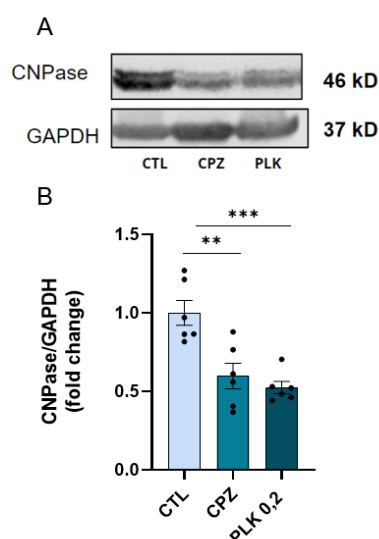 A
CNPase
46 kD
GAPDH
37 kD
CTL CPZ PLK
B
***
**
CNPase/GAPDH
(fold change)
1.5
1.0
0.5
0.0
CTL
CPZ
PLK 0,2